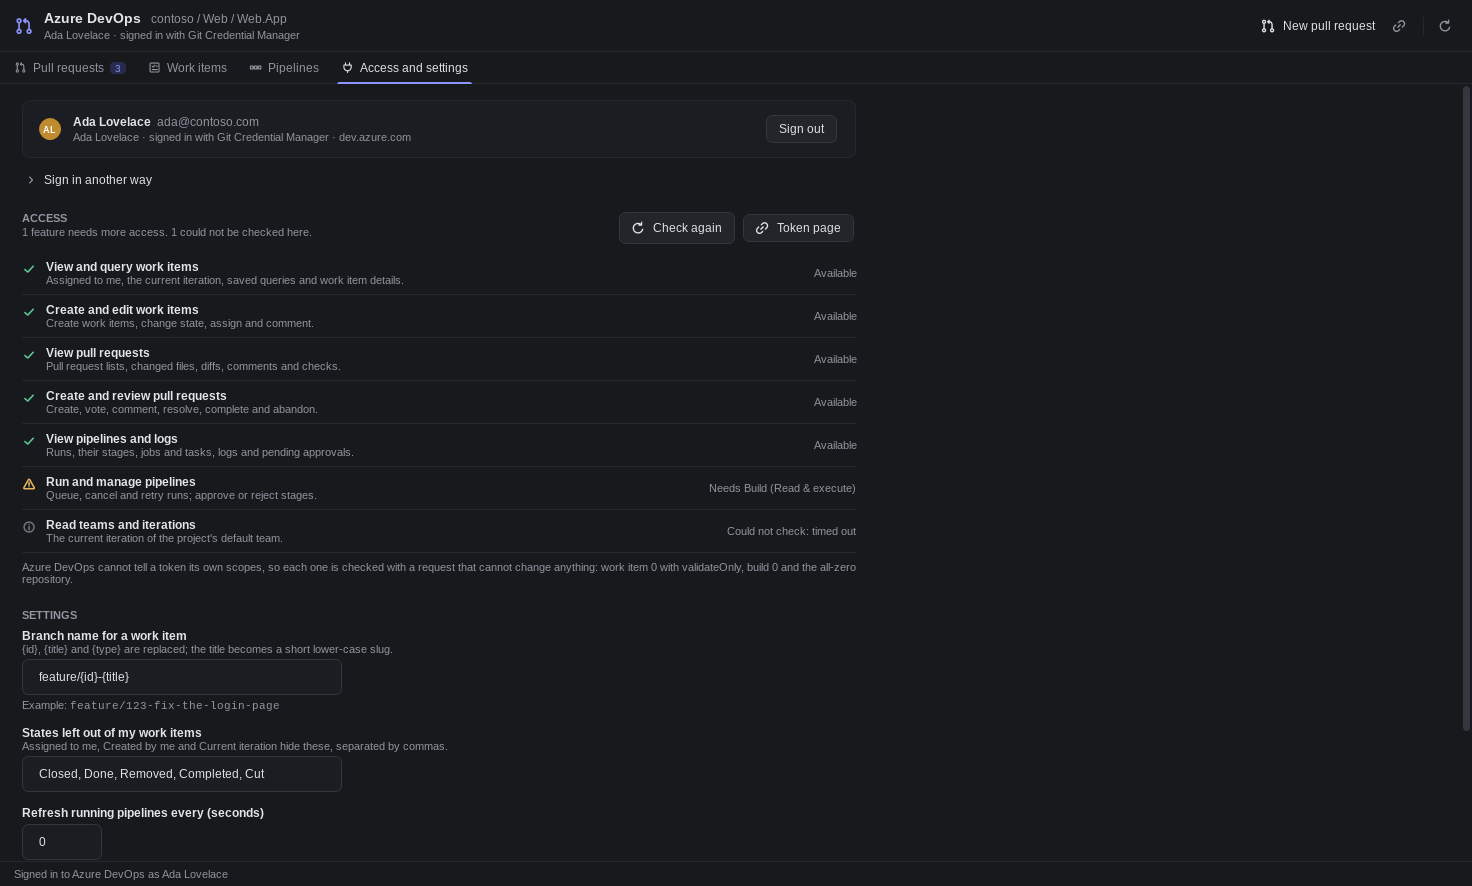 Azure DevOps contoso / Web / Web.App
Ada Lovelace · signed in with Git Credential Manager
New pull request
Pull requests 3 Work items Pipelines Access and settings
AL
Ada Lovelace ada@contoso.com
Ada Lovelace · signed in with Git Credential Manager · dev.azure.com
Sign out
Sign in another way
ACCESS
1 feature needs more access. 1 could not be checked here.
Check again
Token page
View and query work items
Assigned to me, the current iteration, saved queries and work item details.
Available
Create and edit work items
Create work items, change state, assign and comment.
Available
View pull requests
Pull request lists, changed files, diffs, comments and checks.
Available
Create and review pull requests
Create, vote, comment, resolve, complete and abandon.
Available
View pipelines and logs
Runs, their stages, jobs and tasks, logs and pending approvals.
Available
Run and manage pipelines
Queue, cancel and retry runs; approve or reject stages.
Needs Build (Read & execute)
Read teams and iterations
The current iteration of the project's default team.
Could not check: timed out
Azure DevOps cannot tell a token its own scopes, so each one is checked with a request that cannot change anything: work item 0 with validateOnly, build 0 and the all-zero
repository.
SETTINGS
Branch name for a work item
{id}, {title} and {type} are replaced; the title becomes a short lower-case slug.
feature/{id}-{title}
Example: feature/123-fix-the-login-page
States left out of my work items
Assigned to me, Created by me and Current iteration hide these, separated by commas.
Closed, Done, Removed, Completed, Cut
Refresh running pipelines every (seconds)
0
Signed in to Azure DevOps as Ada Lovelace